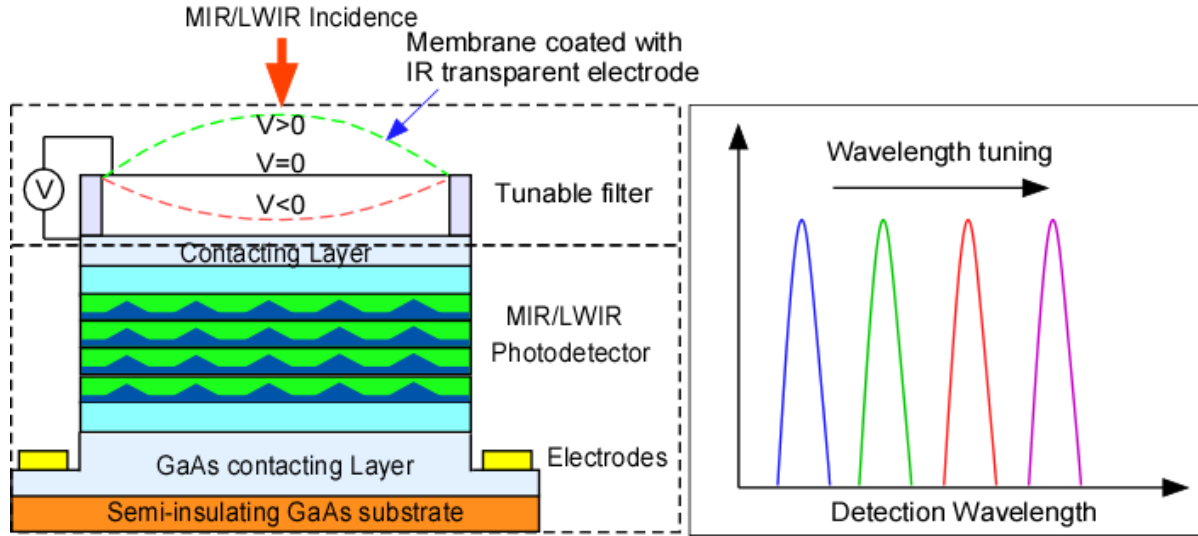 MIR/LWIR Incidence
Membrane coated with
IR transparent electrode
V>0
V=0
V<0
V
Tunable filter
Contacting Layer
MIR/LWIR
Photodetector
GaAs contacting Layer
Electrodes
Semi-insulating GaAs substrate
Wavelength tuning
Detection Wavelength